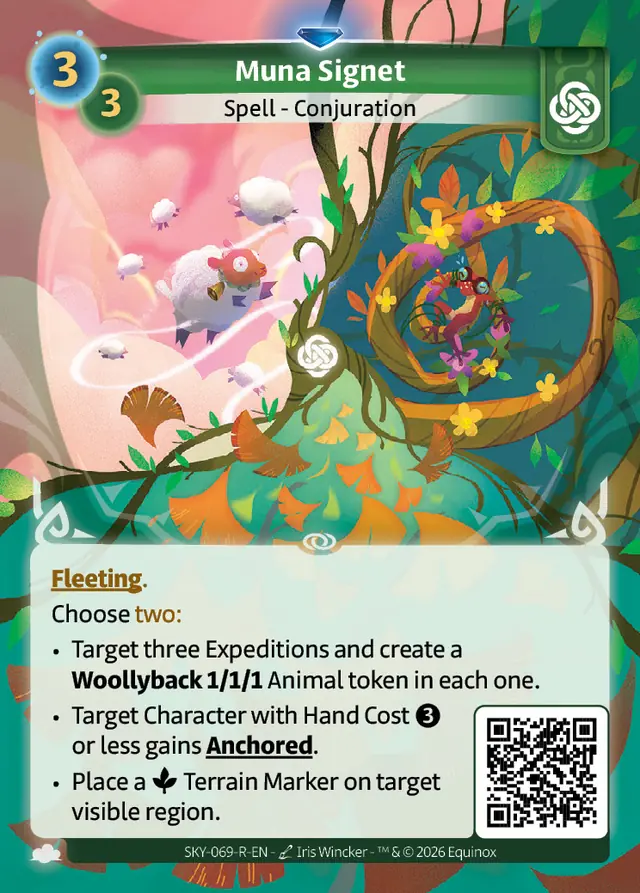 3
Muna Signet
3
Spell - Conjuration
Fleeting.
Choose two:
• Target three Expeditions and create a
Woollyback 1/1/1 Animal token in each one.
• Target Character with Hand Cost 3
or less gains Anchored.
• Place a Terrain Marker on target
visible region.
SKY-069-R-EN - Iris Wincker - ™ & © 2026 Equinox